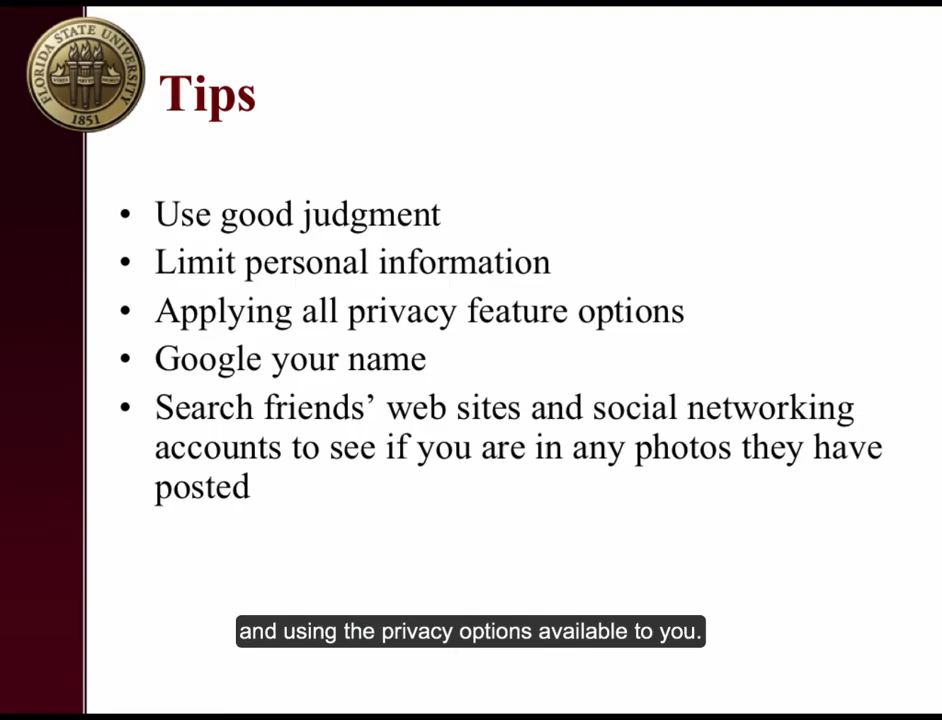 FLORIDA STATE UNIVERSITY
1851
Tips
• Use good judgment
• Limit personal information
• Applying all privacy feature options
• Google your name
• Search friends’ web sites and social networking
accounts to see if you are in any photos they have
posted
and using the privacy options available to you.